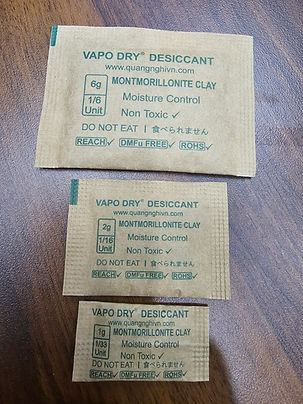 VAPO DRY® DESICCANT
www.quangnghivn.com
6g
1/6
Unit
MONTMORILLONITE CLAY
Moisture Control
Non Toxic ✓
DO NOT EAT | 食べられません
REACH ✓ DMFu FREE ✓ ROHS ✓
VAPO DRY® DESICCANT
www.quangnghivn.com
2g
1/16
Unit
MONTMORILLONITE CLAY
Moisture Control
Non Toxic ✓
DO NOT EAT | 食べられません
REACH ✓ DMFu FREE ✓ ROHS ✓
VAPO DRY® DESICCANT
www.quangnghivn.com
1g
1/33
Unit
MONTMORILLONITE CLAY
Moisture Control
Non Toxic ✓
DO NOT EAT | 食べられません
REACH ✓ DMFu FREE ✓ ROHS ✓